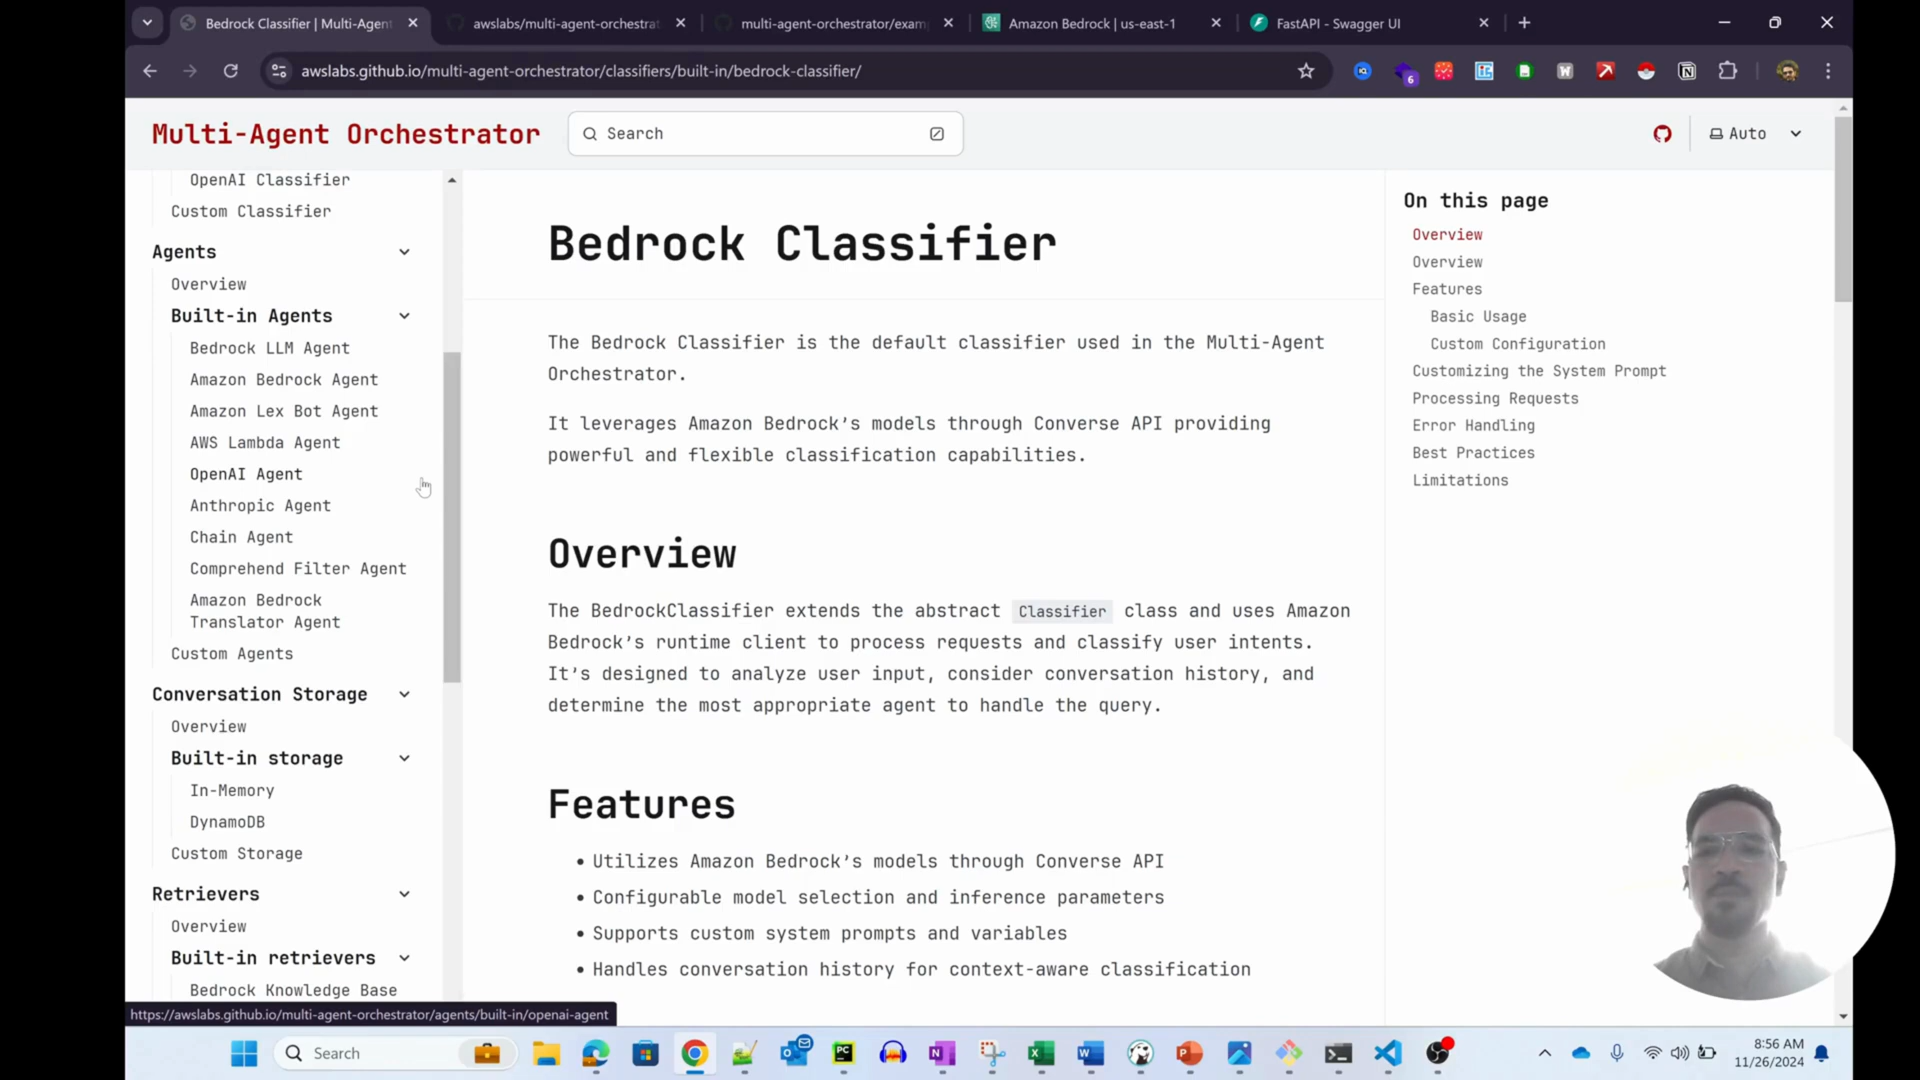 Bedrock Classifier | Multi-Agen
awslabs/multi-agent-orchestrat
multi-agent-orchestrator/exam
Amazon Bedrock | us-east-1
FastAPI - Swagger UI
awslabs.github.io/multi-agent-orchestrator/classifiers/built-in/bedrock-classifier/
6
Multi-Agent Orchestrator
Search
Auto
OpenAI Classifier
Custom Classifier
Agents
Overview
Built-in Agents
Bedrock LLM Agent
Amazon Bedrock Agent
Amazon Lex Bot Agent
AWS Lambda Agent
OpenAI Agent
Anthropic Agent
Chain Agent
Comprehend Filter Agent
Amazon Bedrock
Translator Agent
Custom Agents
Conversation Storage
Overview
Built-in storage
In-Memory
DynamoDB
Custom Storage
Retrievers
Overview
Built-in retrievers
Bedrock Knowledge Base
Bedrock Classifier
The Bedrock Classifier is the default classifier used in the Multi-Agent
Orchestrator.
It leverages Amazon Bedrock’s models through Converse API providing
powerful and flexible classification capabilities.
Overview
The BedrockClassifier extends the abstract Classifier class and uses Amazon
Bedrock’s runtime client to process requests and classify user intents.
It’s designed to analyze user input, consider conversation history, and
determine the most appropriate agent to handle the query.
Features
• Utilizes Amazon Bedrock’s models through Converse API
• Configurable model selection and inference parameters
• Supports custom system prompts and variables
• Handles conversation history for context-aware classification
On this page
Overview
Overview
Features
Basic Usage
Custom Configuration
Customizing the System Prompt
Processing Requests
Error Handling
Best Practices
Limitations
https://awslabs.github.io/multi-agent-orchestrator/agents/built-in/openai-agent
Search
8:56 AM
11/26/2024